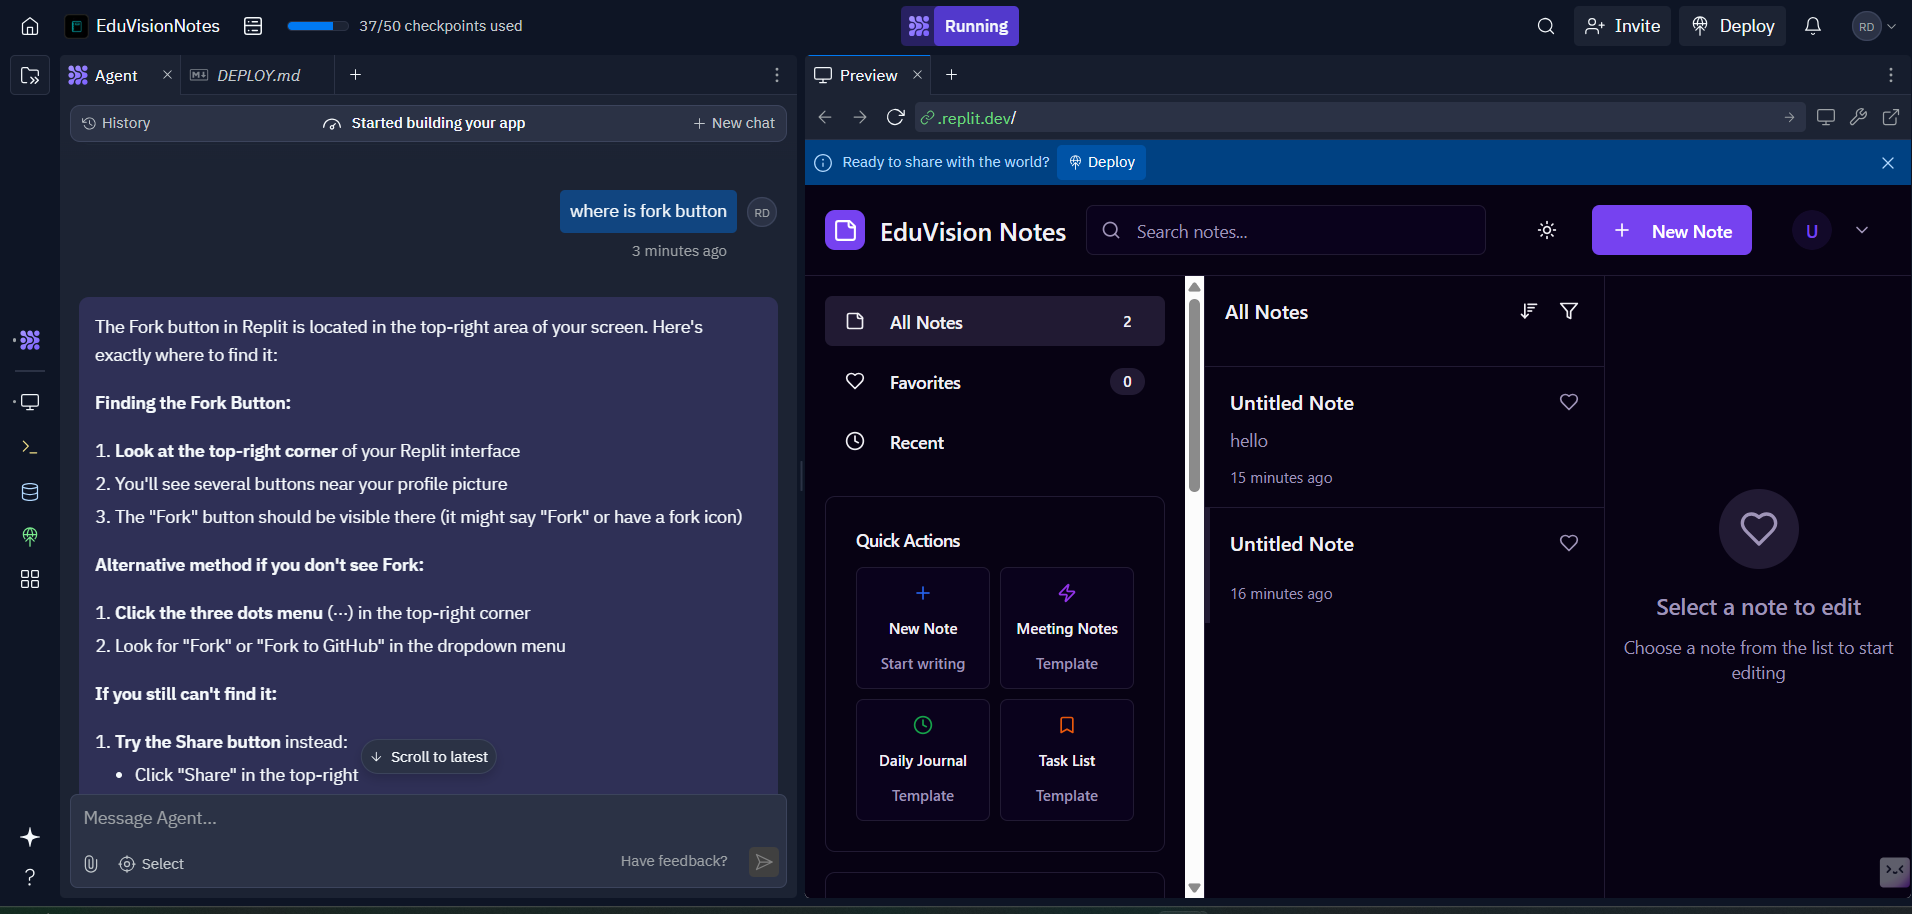 EduVisionNotes
37/50 checkpoints used
Running
Invite
Deploy
RD
Agent
DEPLOY.md
History
Started building your app
New chat
where is fork button
RD
3 minutes ago
The Fork button in Replit is located in the top-right area of your screen. Here's
exactly where to find it:
Finding the Fork Button:
1. Look at the top-right corner of your Replit interface
2. You'll see several buttons near your profile picture
3. The "Fork" button should be visible there (it might say "Fork" or have a fork icon)
Alternative method if you don't see Fork:
1. Click the three dots menu (⋯) in the top-right corner
2. Look for "Fork" or "Fork to GitHub" in the dropdown menu
If you still can't find it:
1. Try the Share button instead:
• Click "Share" in the top-right
Scroll to latest
Message Agent...
Select
Have feedback?
Preview
.replit.dev/
Ready to share with the world?
Deploy
EduVision Notes
Search notes...
New Note
U
All Notes
2
Favorites
0
Recent
Quick Actions
New Note
Start writing
Meeting Notes
Template
Daily Journal
Template
Task List
Template
All Notes
Untitled Note
hello
15 minutes ago
Untitled Note
16 minutes ago
Select a note to edit
Choose a note from the list to start
editing